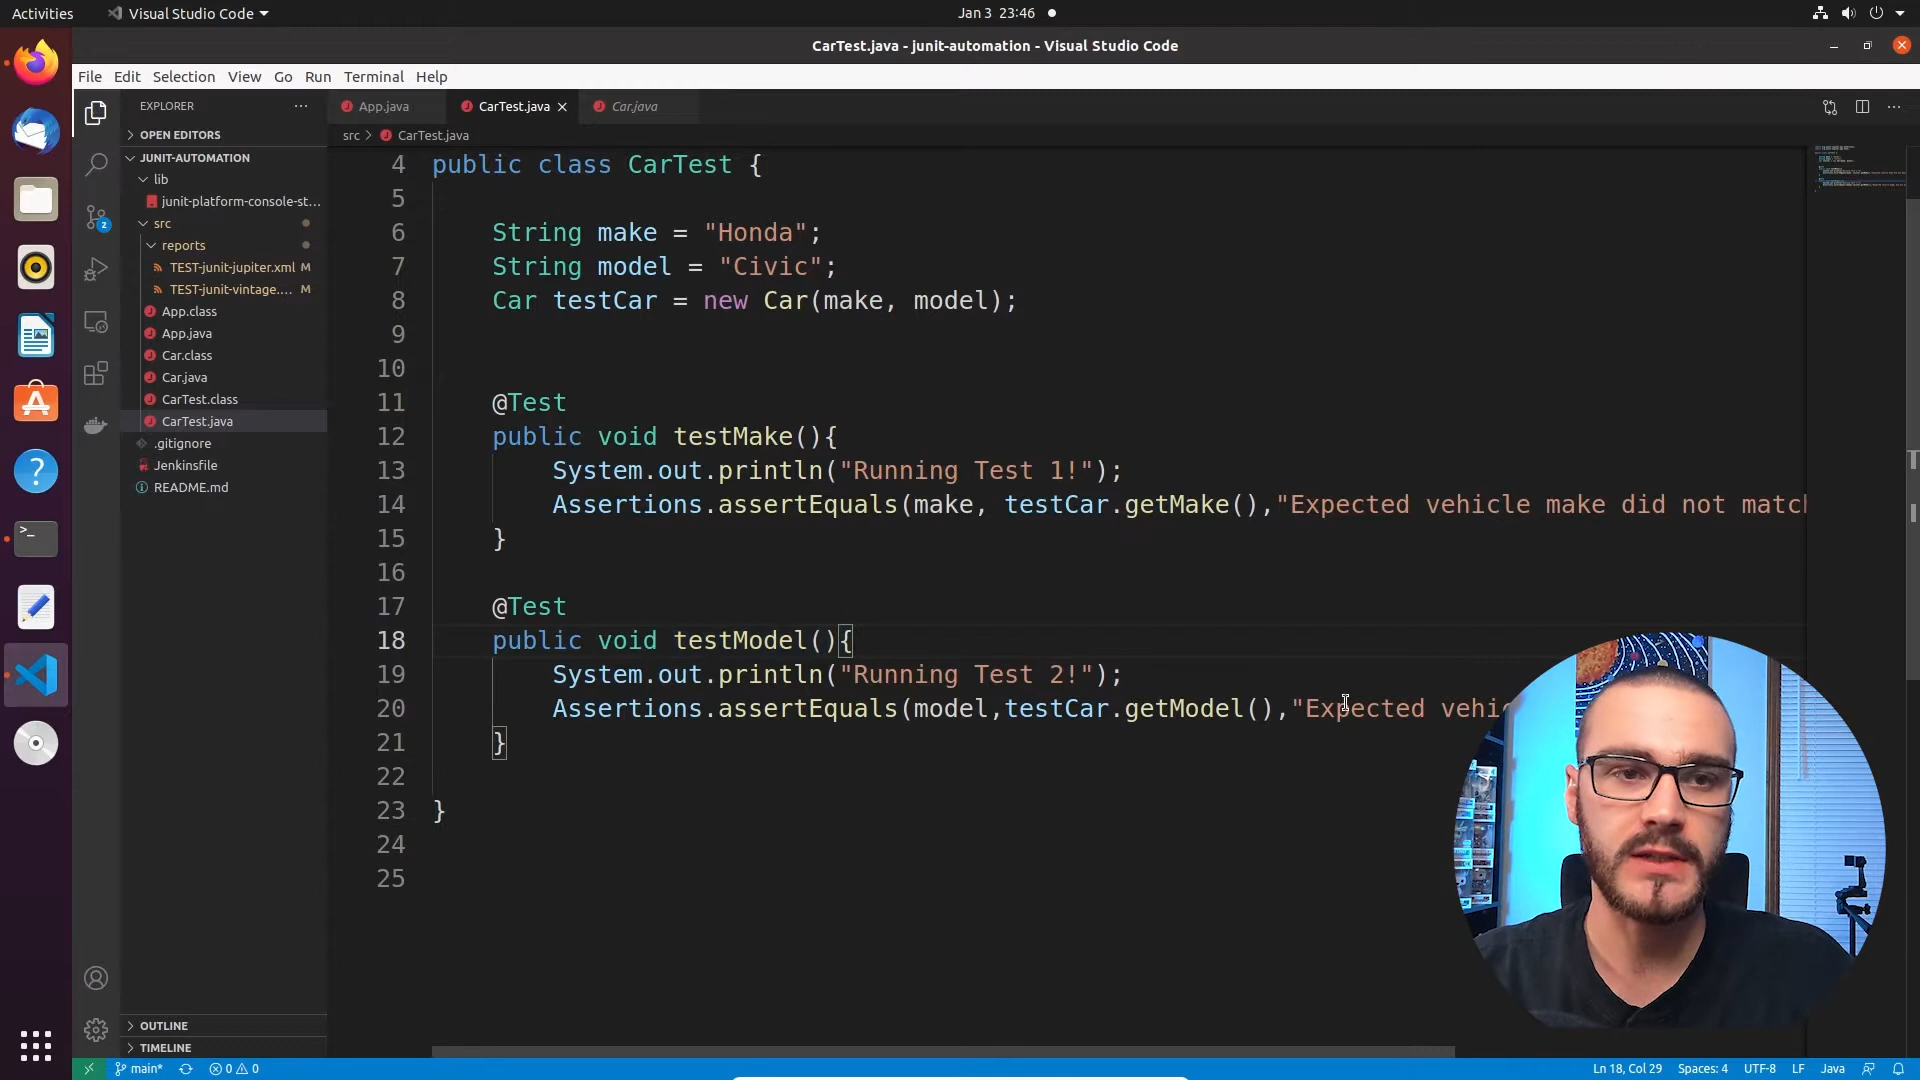 Activities
Visual Studio Code
Jan 3 23:46
CarTest.java - junit-automation - Visual Studio Code
File Edit Selection View Go Run Terminal Help
EXPLORER
App.java
CarTest.java
Car.java
OPEN EDITORS
src > CarTest.java
JUNIT-AUTOMATION
lib
junit-platform-console-st...
src
reports
TEST-junit-jupiter.xml M
TEST-junit-vintage.... M
App.class
App.java
Car.class
Car.java
CarTest.class
CarTest.java
.gitignore
Jenkinsfile
README.md
OUTLINE
TIMELINE
2
4 public class CarTest {
5
6 String make = "Honda";
7 String model = "Civic";
8 Car testCar = new Car(make, model);
9
10
11 @Test
12 public void testMake(){
13 System.out.println("Running Test 1!");
14 Assertions.assertEquals(make, testCar.getMake(),"Expected vehicle make did not match
15 }
16
17 @Test
18 public void testModel(){
19 System.out.println("Running Test 2!");
20 Assertions.assertEquals(model,testCar.getModel(),"Expected vehic
21 }
22
23 }
24
25
main* 0 0
Ln 18, Col 29 Spaces: 4 UTF-8 LF Java